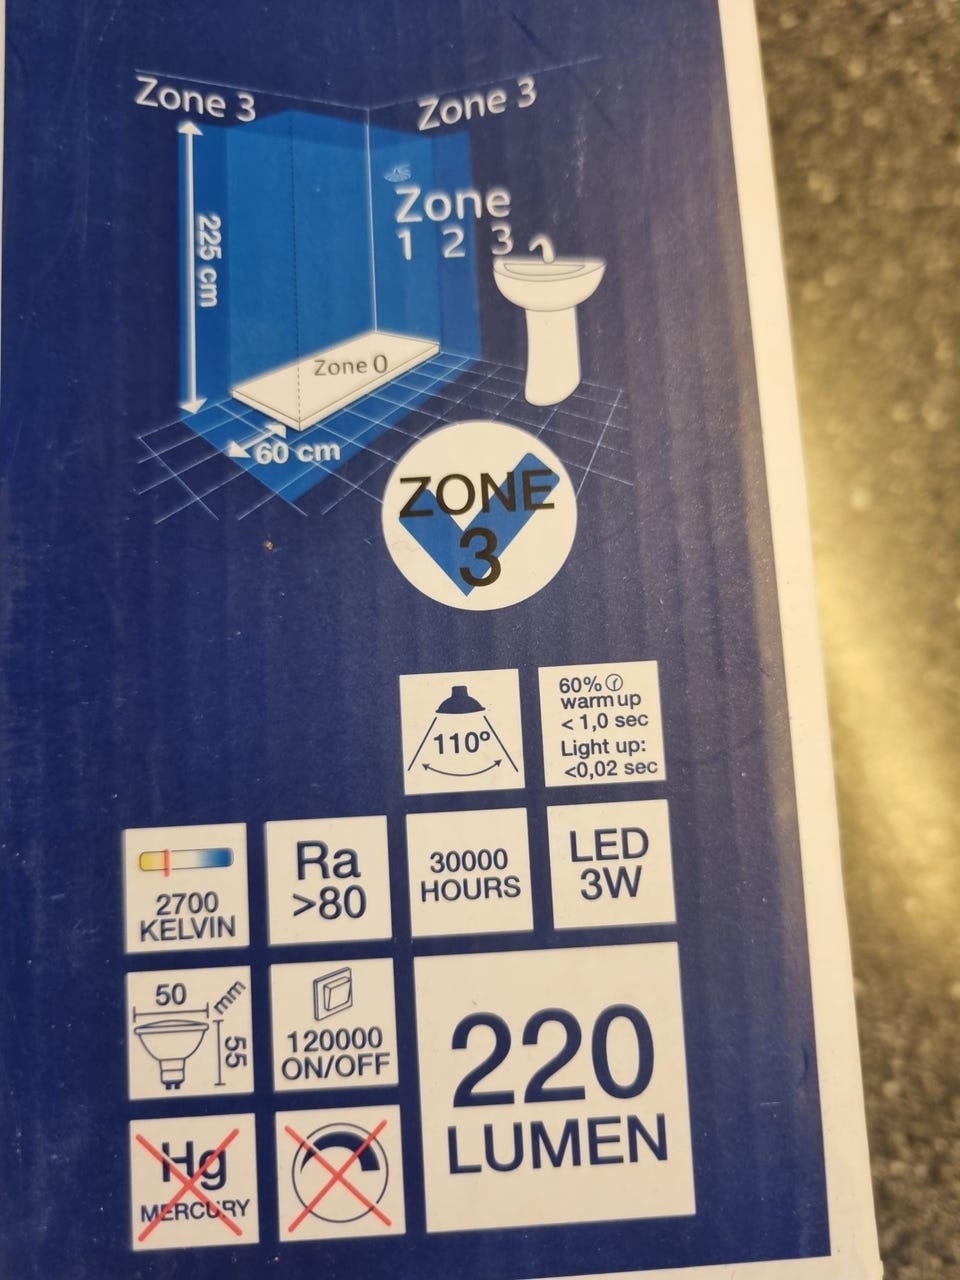 Zone 3
Zone 3
225 cm
Zone
1 2 3
Zone 0
60 cm
ZONE
3
110º
60%
warm up
< 1,0 sec
Light up:
<0,02 sec
2700
KELVIN
Ra
>80
30000
HOURS
LED
3W
50
mm
55
120000
ON/OFF
220
LUMEN
Hg
MERCURY